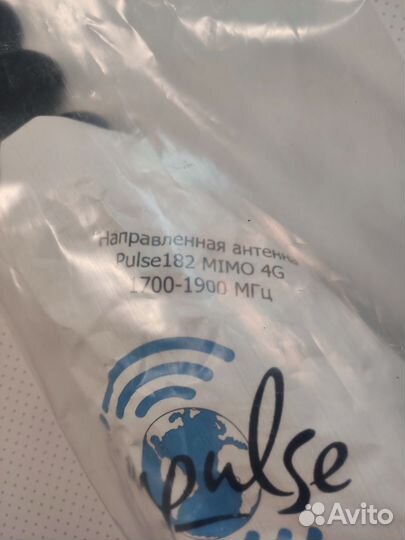 Направленная антенна
Pulse182 MIMO 4G
1700-1900 МГц
pulse
Avito